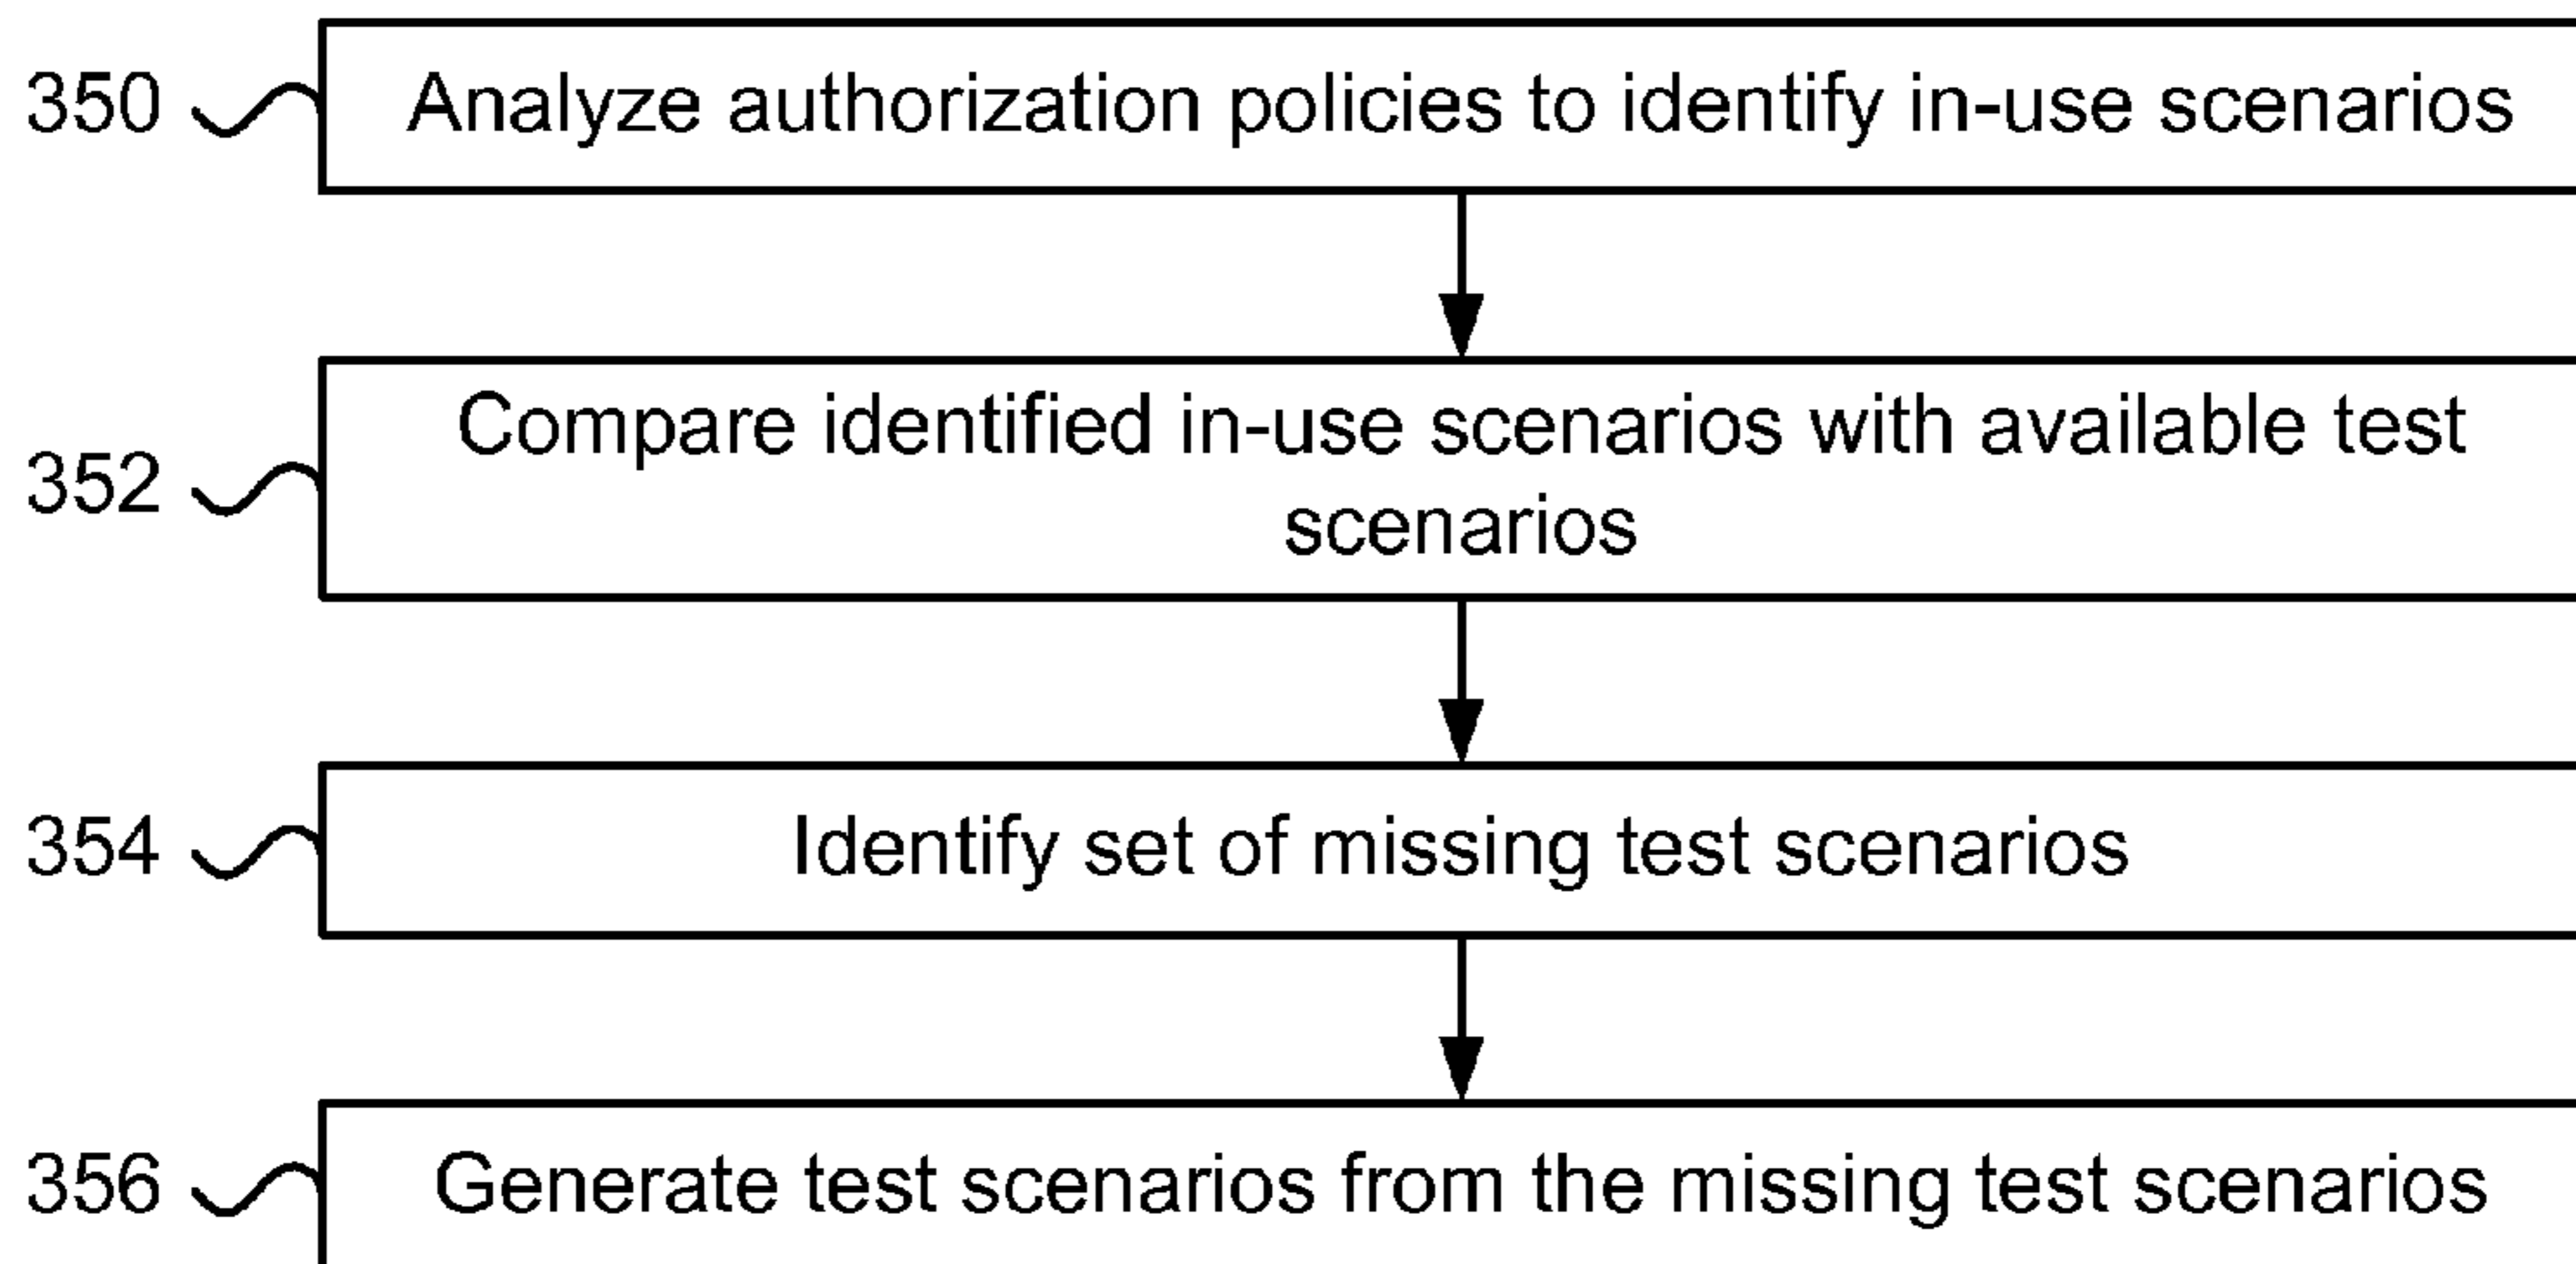 350 Analyze authorization policies to identify in-use scenarios
Compare identified in-use scenarios with available test
352
scenarios
354 Identify set of missing test scenarios
356 Generate test scenarios from the missing test scenarios